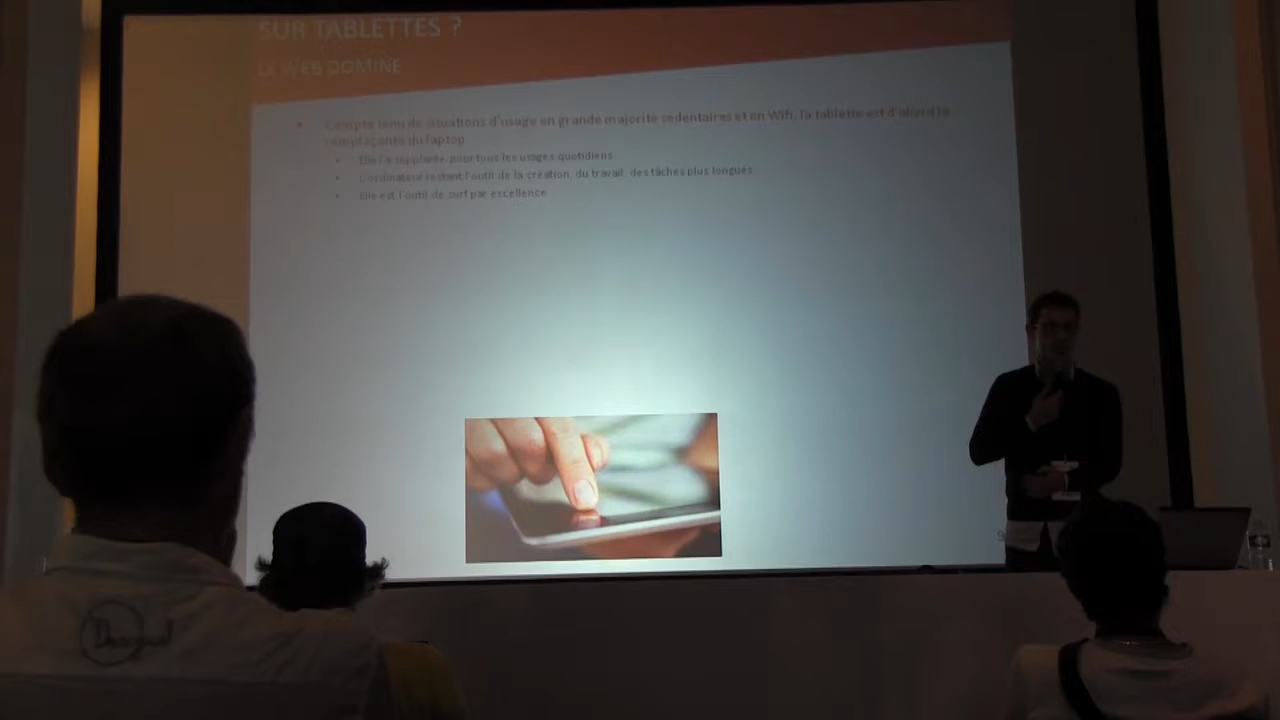 SUR TABLETTES ?
LE WEB DOMINE
• Compte tenu de situations d'usage en grande majorité sédentaires et en Wifi, la tablette est d'abord le
remplaçante du laptop
• Elle l'a supplanté pour tous les usages quotidiens
• L'ordinateur restant l'outil de la création, du travail, des tâches plus longues
• Elle est l'outil de surf par excellence
9